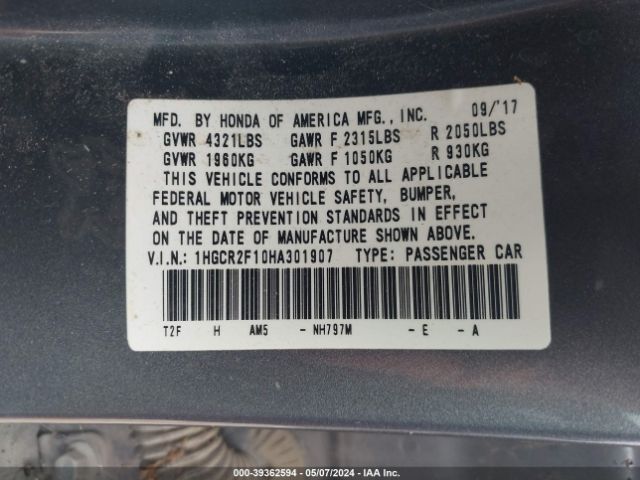 MFD. BY HONDA OF AMERICA MFG., INC. 09/'17
GVWR 4321LBS GAWR F 2315LBS R 2050LBS
GVWR 1960KG GAWR F 1050KG R 930KG
THIS VEHICLE CONFORMS TO ALL APPLICABLE
FEDERAL MOTOR VEHICLE SAFETY, BUMPER,
AND THEFT PREVENTION STANDARDS IN EFFECT
ON THE DATE OF MANUFACTURE SHOWN ABOVE.
V.I.N.: 1HGCR2F10HA301907 TYPE: PASSENGER CAR
T2F H AM5 - NH797M - E - A
000-39362594 - 05/07/2024 - IAA Inc.